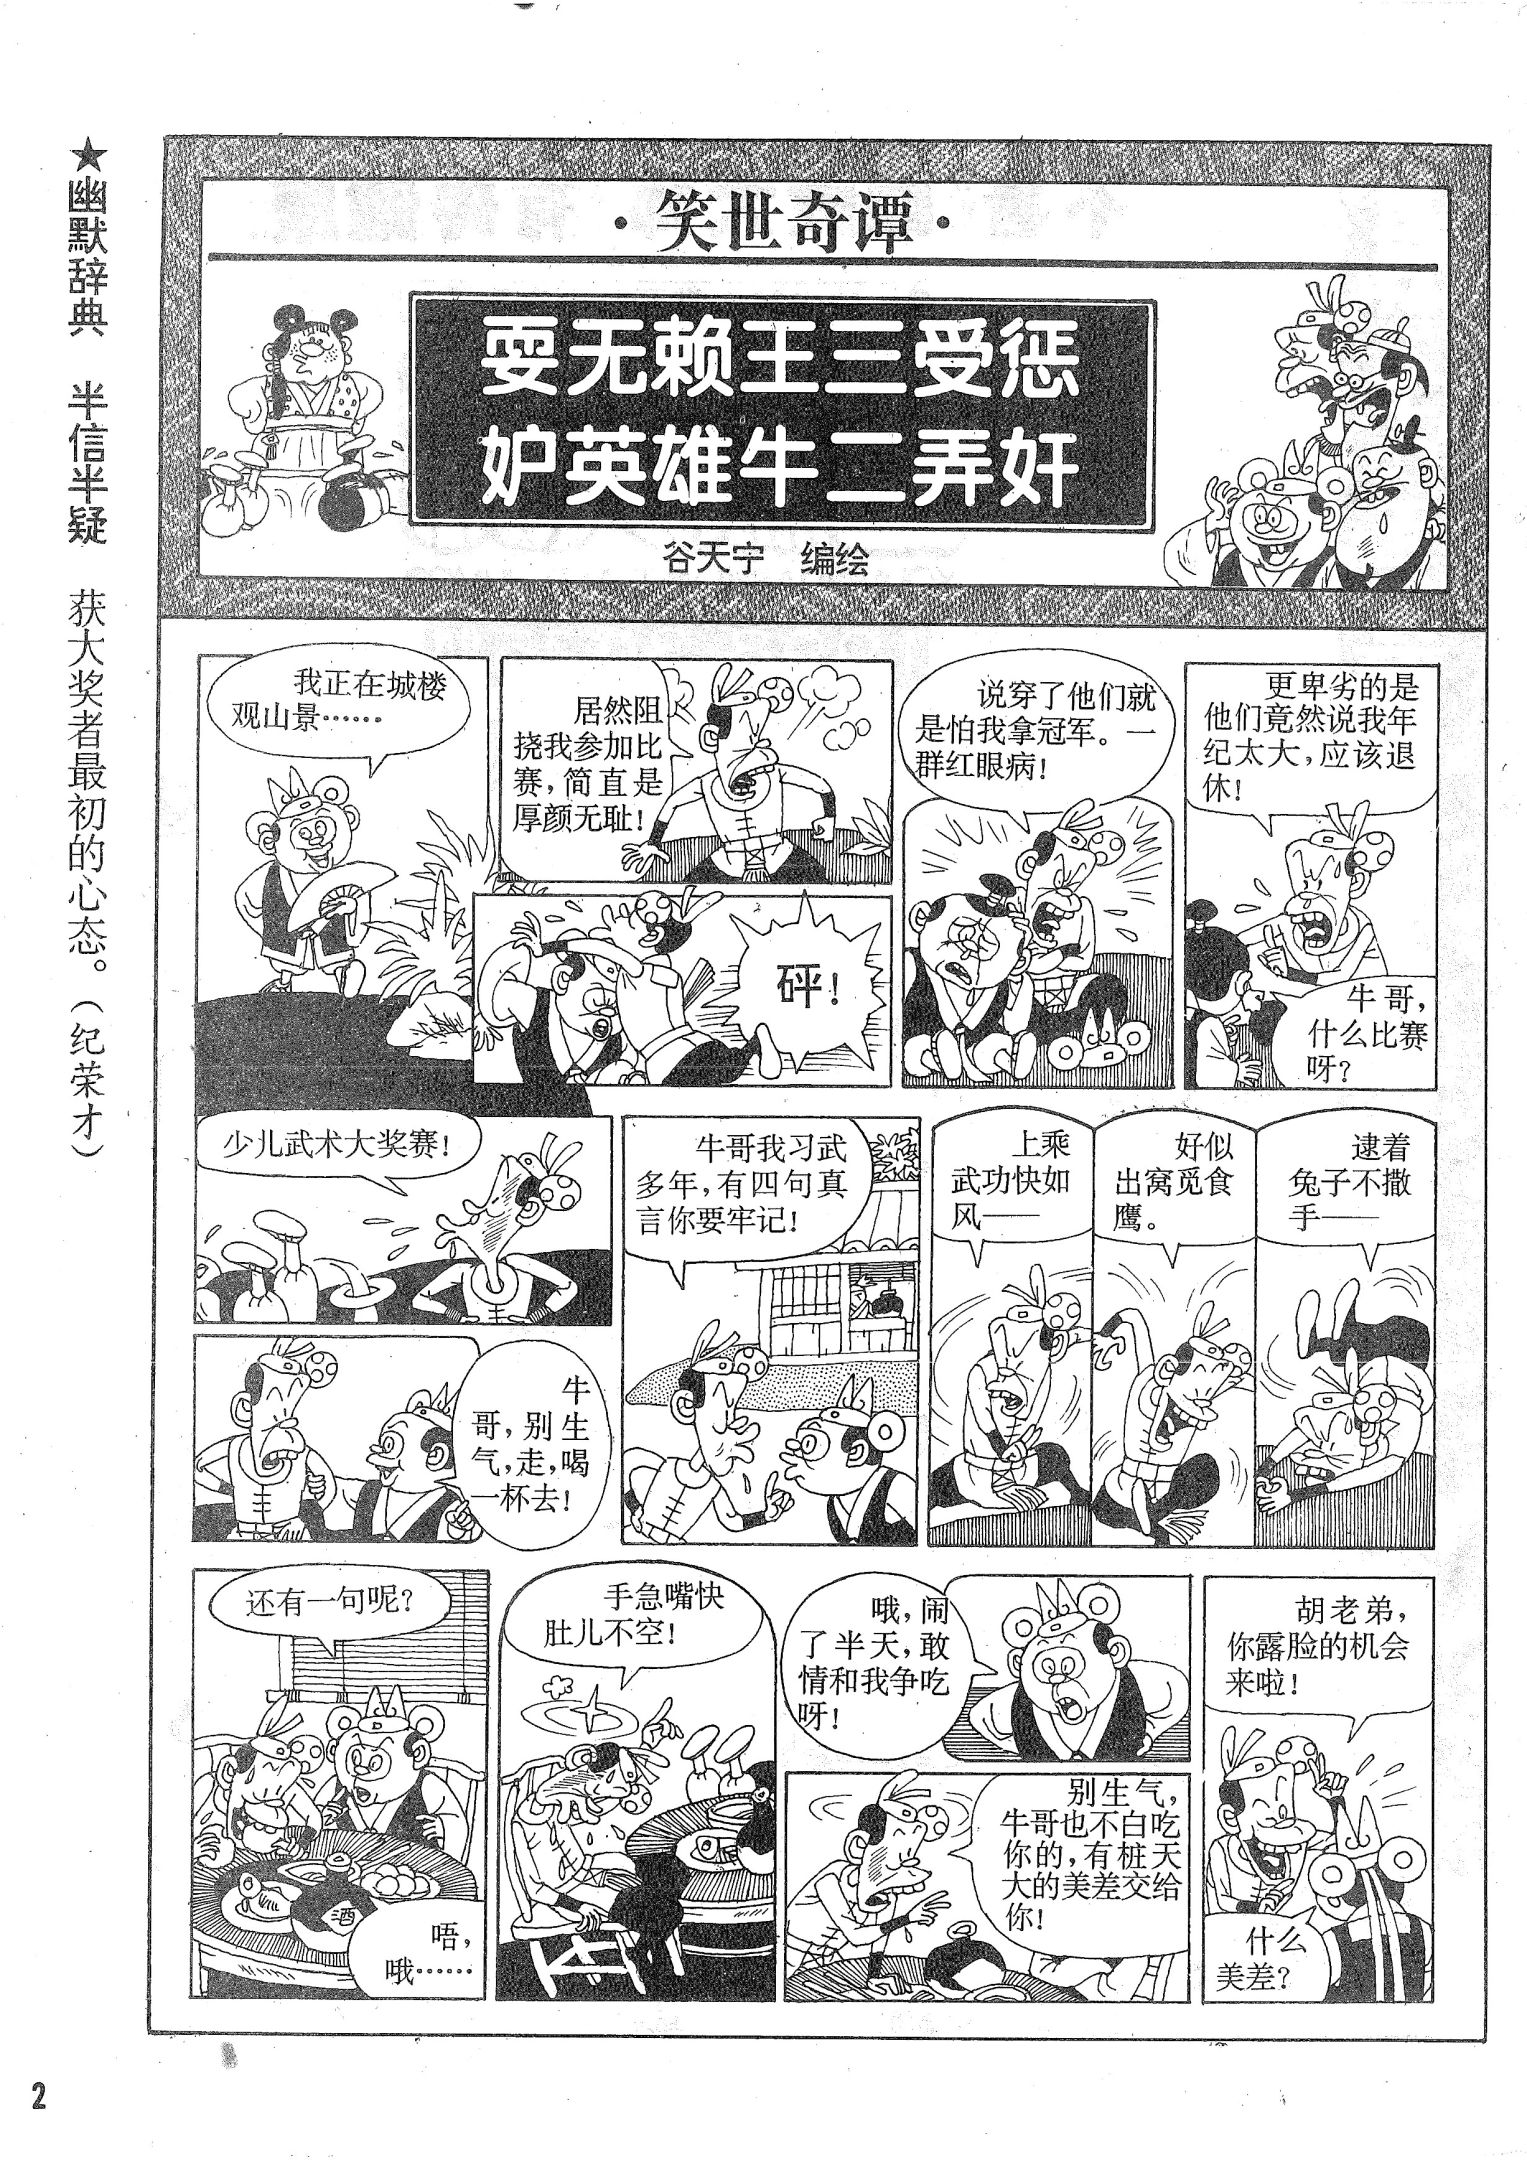 ★幽默辞典 半信半疑 获大奖者最初的心态。(纪荣才)
·笑世奇谭·
耍无赖王三受惩
妒英雄牛二弄奸
谷天宁 编绘
我正在城楼
观山景……
居然阻
挠我参加比
赛,简直是
厚颜无耻!
砰!
说穿了他们就
是怕我拿冠军。一
群红眼病!
更卑劣的是
他们竟然说我年
纪太大,应该退
休!
牛哥,
什么比赛
呀?
少儿武术大奖赛!
牛
哥,别生
气,走,喝
一杯去!
牛哥我习武
多年,有四句真
言你要牢记!
上乘
武功快如
风——
好似
出窝觅食
鹰。
逮着
兔子不撒
手——
还有一句呢?
酒
唔,
哦……
手急嘴快
肚儿不空!
哦,闹
了半天,敢
情和我争吃
呀!
别生气,
牛哥也不白吃
你的,有桩天
大的美差交给
你!
胡老弟,
你露脸的机会
来啦!
什么
美差?
2